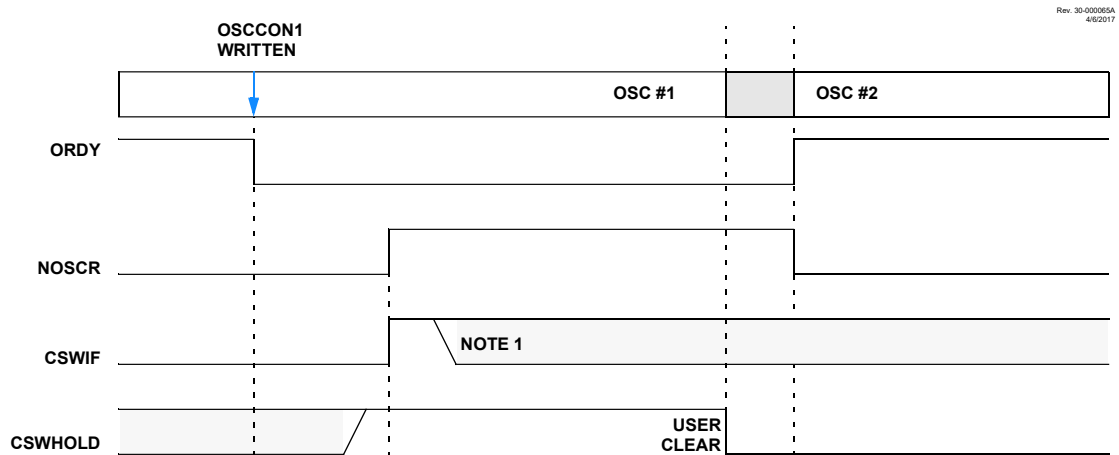 Rev. 30-000065A
4/6/2017
OSCCON1
WRITTEN
OSC #1
OSC #2
ORDY
NOSCR
CSWIF
NOTE 1
CSWHOLD
USER
CLEAR